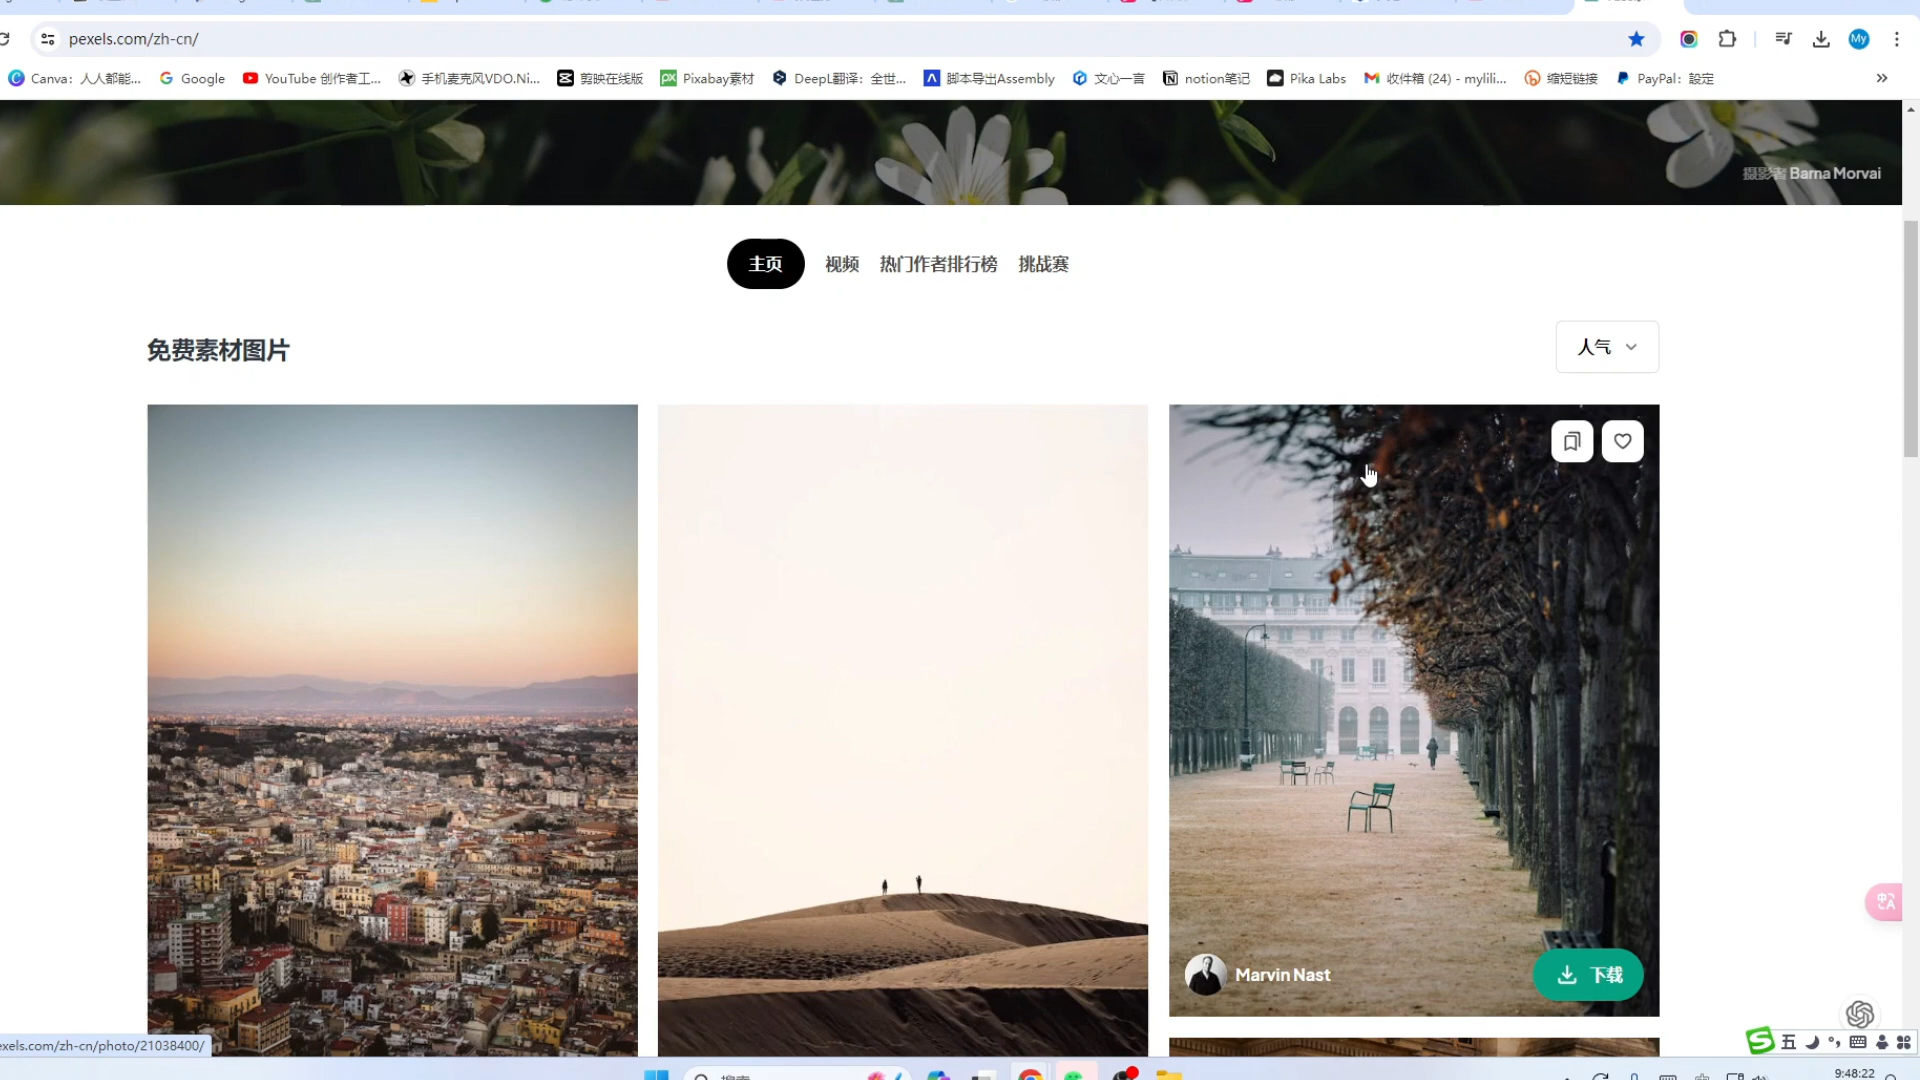 pexels.com/zh-cn/
My
Canva：人人都能...
Google
YouTube 创作者工...
手机麦克风VDO.Ni...
剪映在线版
Pixabay素材
DeepL翻译：全世...
脚本导出Assembly
文心一言
notion笔记
Pika Labs
收件箱 (24) - mylili...
缩短链接
PayPal：設定
摄影者 Barna Morvai
主页
视频
热门作者排行榜
挑战赛
免费素材图片
人气
Marvin Nast
下载
exels.com/zh-cn/photo/21038400/
五
9:48:22